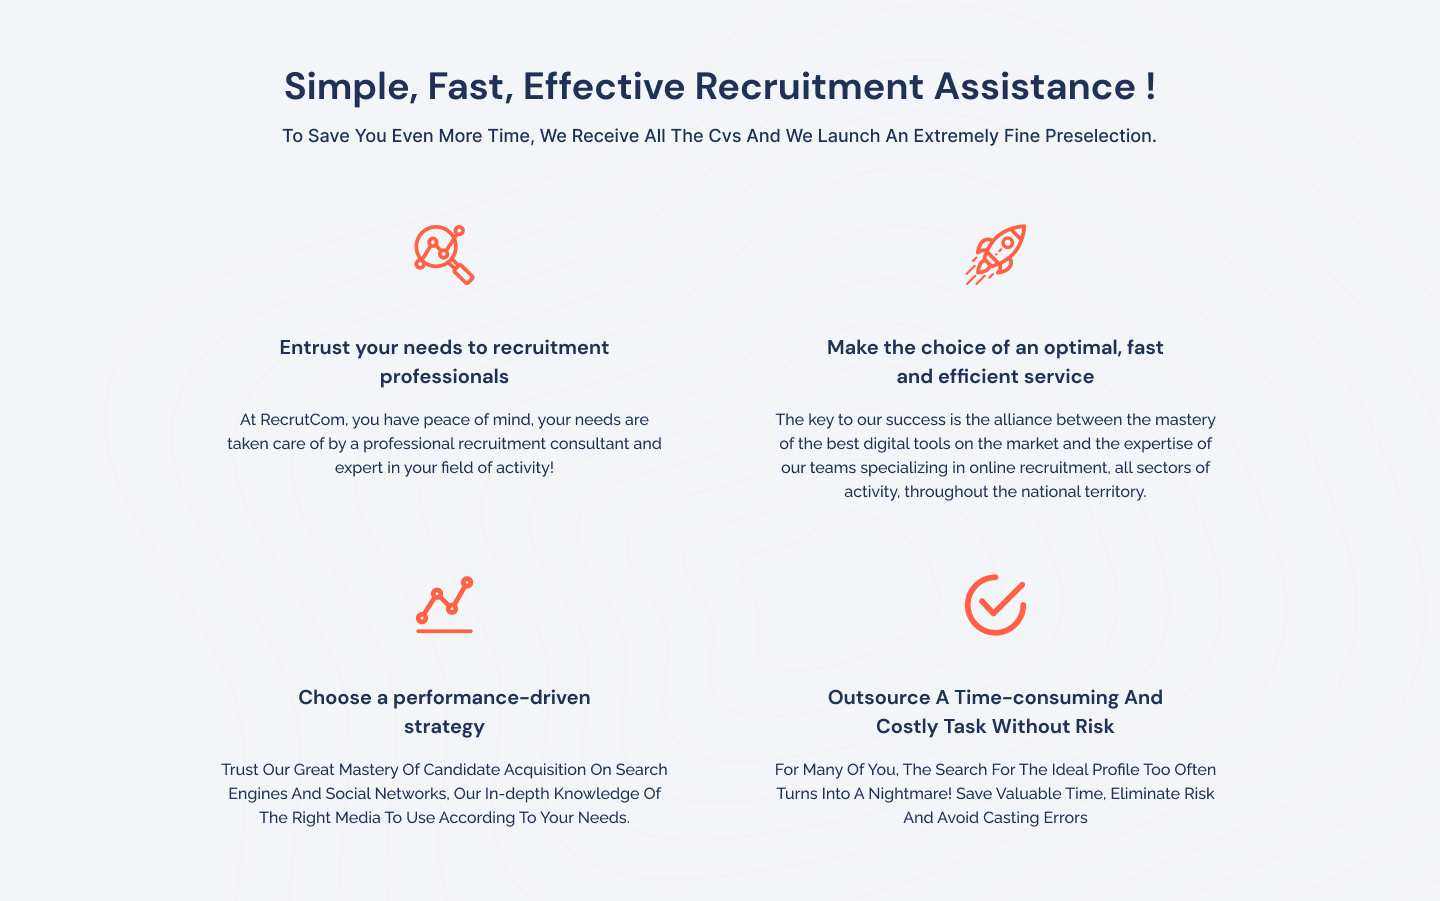 Simple, Fast, Effective Recruitment Assistance !
To Save You Even More Time, We Receive All The Cvs And We Launch An Extremely Fine Preselection.
Entrust your needs to recruitment
professionals
At RecrutCom, you have peace of mind, your needs are
taken care of by a professional recruitment consultant and
expert in your field of activity!
Make the choice of an optimal, fast
and efficient service
The key to our success is the alliance between the mastery
of the best digital tools on the market and the expertise of
our teams specializing in online recruitment, all sectors of
activity, throughout the national territory.
Choose a performance-driven
strategy
Trust Our Great Mastery Of Candidate Acquisition On Search
Engines And Social Networks, Our In-depth Knowledge Of
The Right Media To Use According To Your Needs.
Outsource A Time-consuming And
Costly Task Without Risk
For Many Of You, The Search For The Ideal Profile Too Often
Turns Into A Nightmare! Save Valuable Time, Eliminate Risk
And Avoid Casting Errors